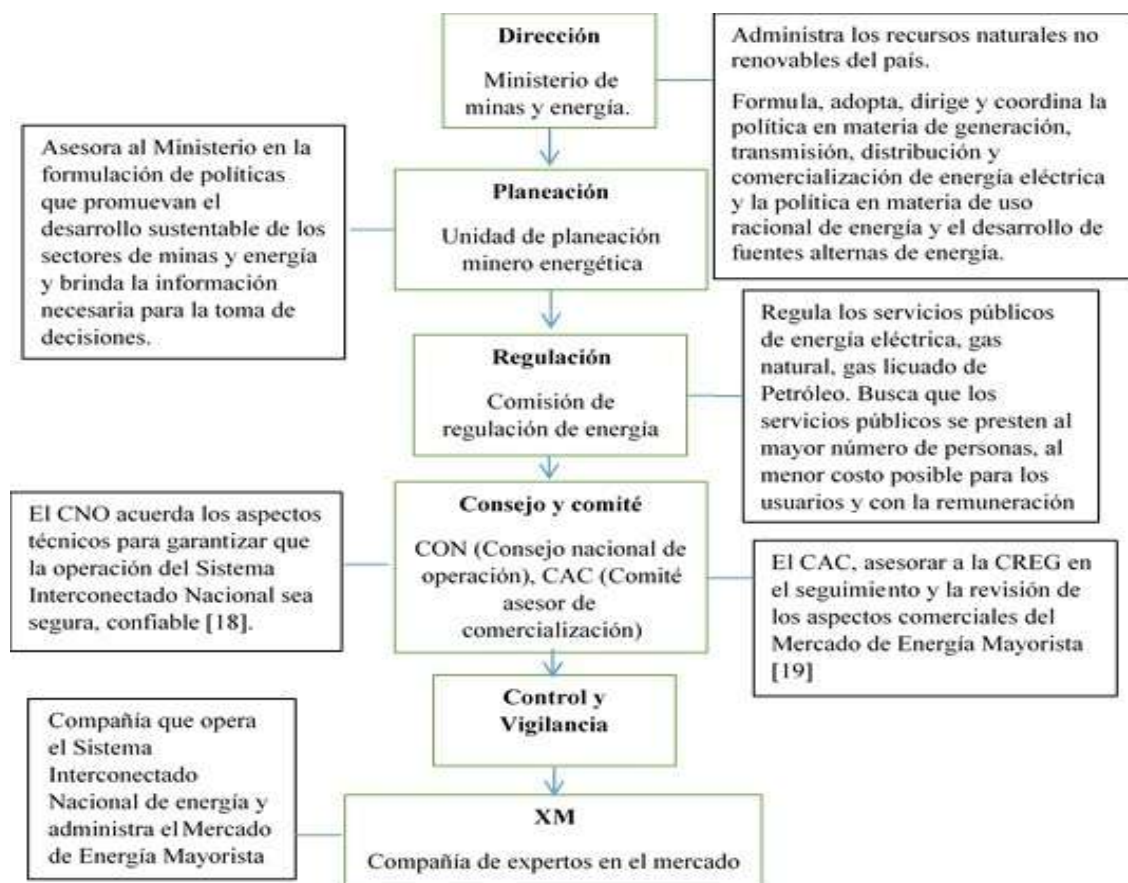 Dirección
Ministerio de
minas y energía.
Administra los recursos naturales no
renovables del país.
Formula, adopta, dirige y coordina la
política en materia de generación,
transmisión, distribución y
comercialización de energía eléctrica
y la política en materia de uso
racional de energía y el desarrollo de
fuentes alternas de energía.
Asesora al Ministerio en la
formulación de políticas
que promuevan el
desarrollo sustentable de los
sectores de minas y energía
y brinda la información
necesaria para la toma de
decisiones.
Planeación
Unidad de planeación
minero energética
Regulación
Comisión de
regulación de energía
Regula los servicios públicos
de energía eléctrica, gas
natural, gas licuado de
Petróleo. Busca que los
servicios públicos se presten al
mayor número de personas, al
menor costo posible para los
usuarios y con la remuneración
El CNO acuerda los aspectos
técnicos para garantizar que
la operación del Sistema
Interconectado Nacional sea
segura, confiable [18].
Consejo y comité
CON (Consejo nacional de
operación), CAC (Comité
asesor de
comercialización)
El CAC, asesorar a la CREG en
el seguimiento y la revisión de
los aspectos comerciales del
Mercado de Energía Mayorista
[19]
Control y
Vigilancia
Compañía que opera
el Sistema
Interconectado
Nacional de energía y
administra el Mercado
de Energía Mayorista
XM
Compañía de expertos en el mercado